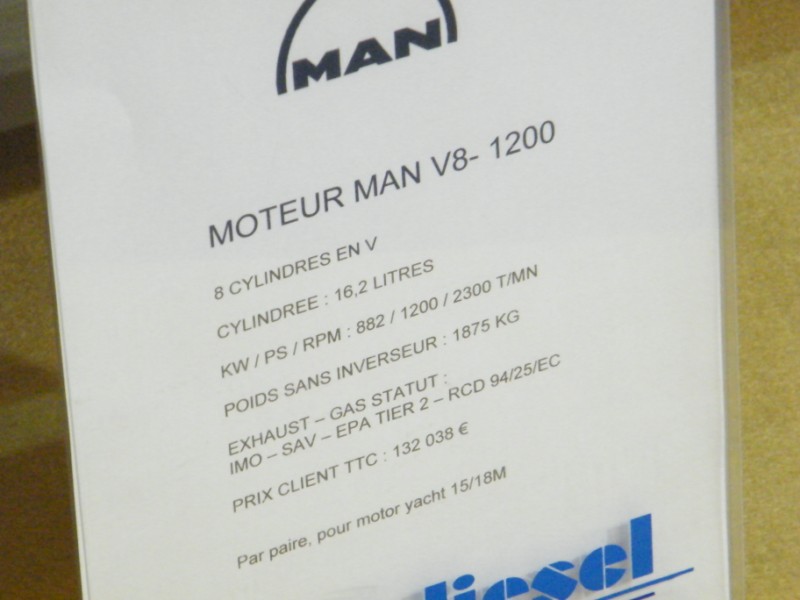 MAN
MOTEUR MAN V8- 1200
8 CYLINDRES EN V
CYLINDREE : 16,2 LITRES
KW / PS / RPM : 882 / 1200 / 2300 T/MN
POIDS SANS INVERSEUR : 1875 KG
EXHAUST – GAS STATUT :
IMO – SAV – EPA TIER 2 – RCD 94/25/EC
PRIX CLIENT TTC : 132 038 €
Par paire, pour motor yacht 15/18M
diesel